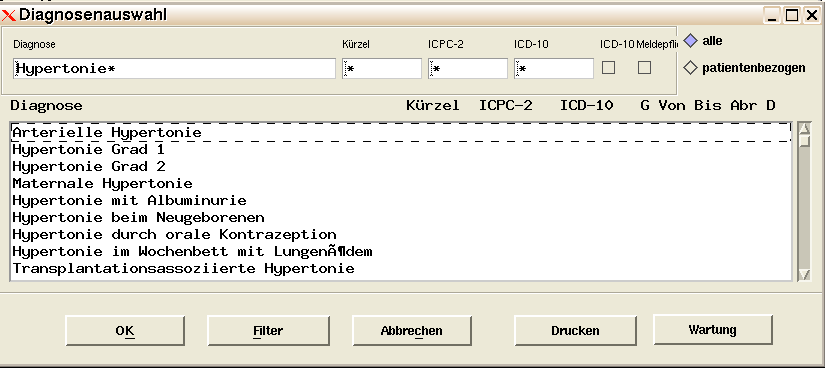 Diagnosenauswahl
Diagnose Kürzel ICPC-2 ICD-10 ICD-10 Meldepfli
alle
Hypertonie* * * *
patientenbezogen
Diagnose Kürzel ICPC-2 ICD-10 G Von Bis Abr D
Arterielle Hypertonie
Hypertonie Grad 1
Hypertonie Grad 2
Maternale Hypertonie
Hypertonie mit Albuminurie
Hypertonie beim Neugeborenen
Hypertonie durch orale Kontrazeption
Hypertonie im Wochenbett mit LungenÃ¶dem
Transplantationsassoziierte Hypertonie
OK Filter Abbrechen Drucken Wartung